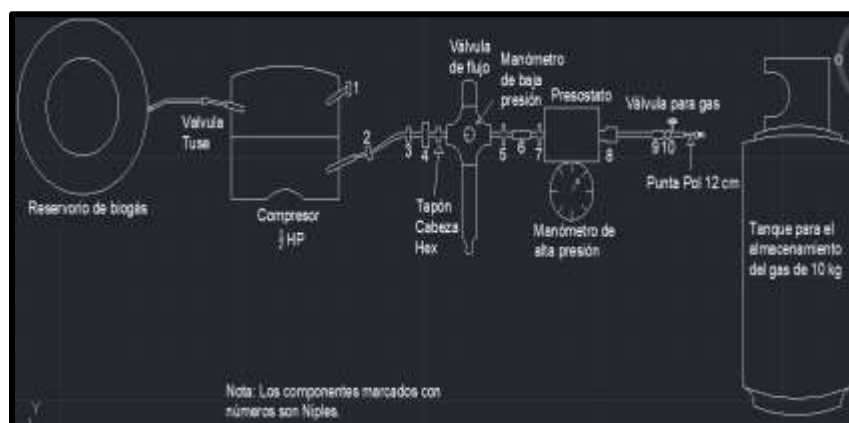 Reservorio de biogás
Valvula
Tusa
1
Compresor
HP
2
3
4
Tapón
Cabeza
Hex
Válvula
de flujo
Manómetro
de baja
presión
5
6
7
Presostato
Manómetro de
alta presión
8
Válvula para gas
9
10
Punta Pol 12 cm
Tanque para el
almacenamiento
del gas de 10 kg
Nota: Los componentes marcados con
números son Niples.
Y